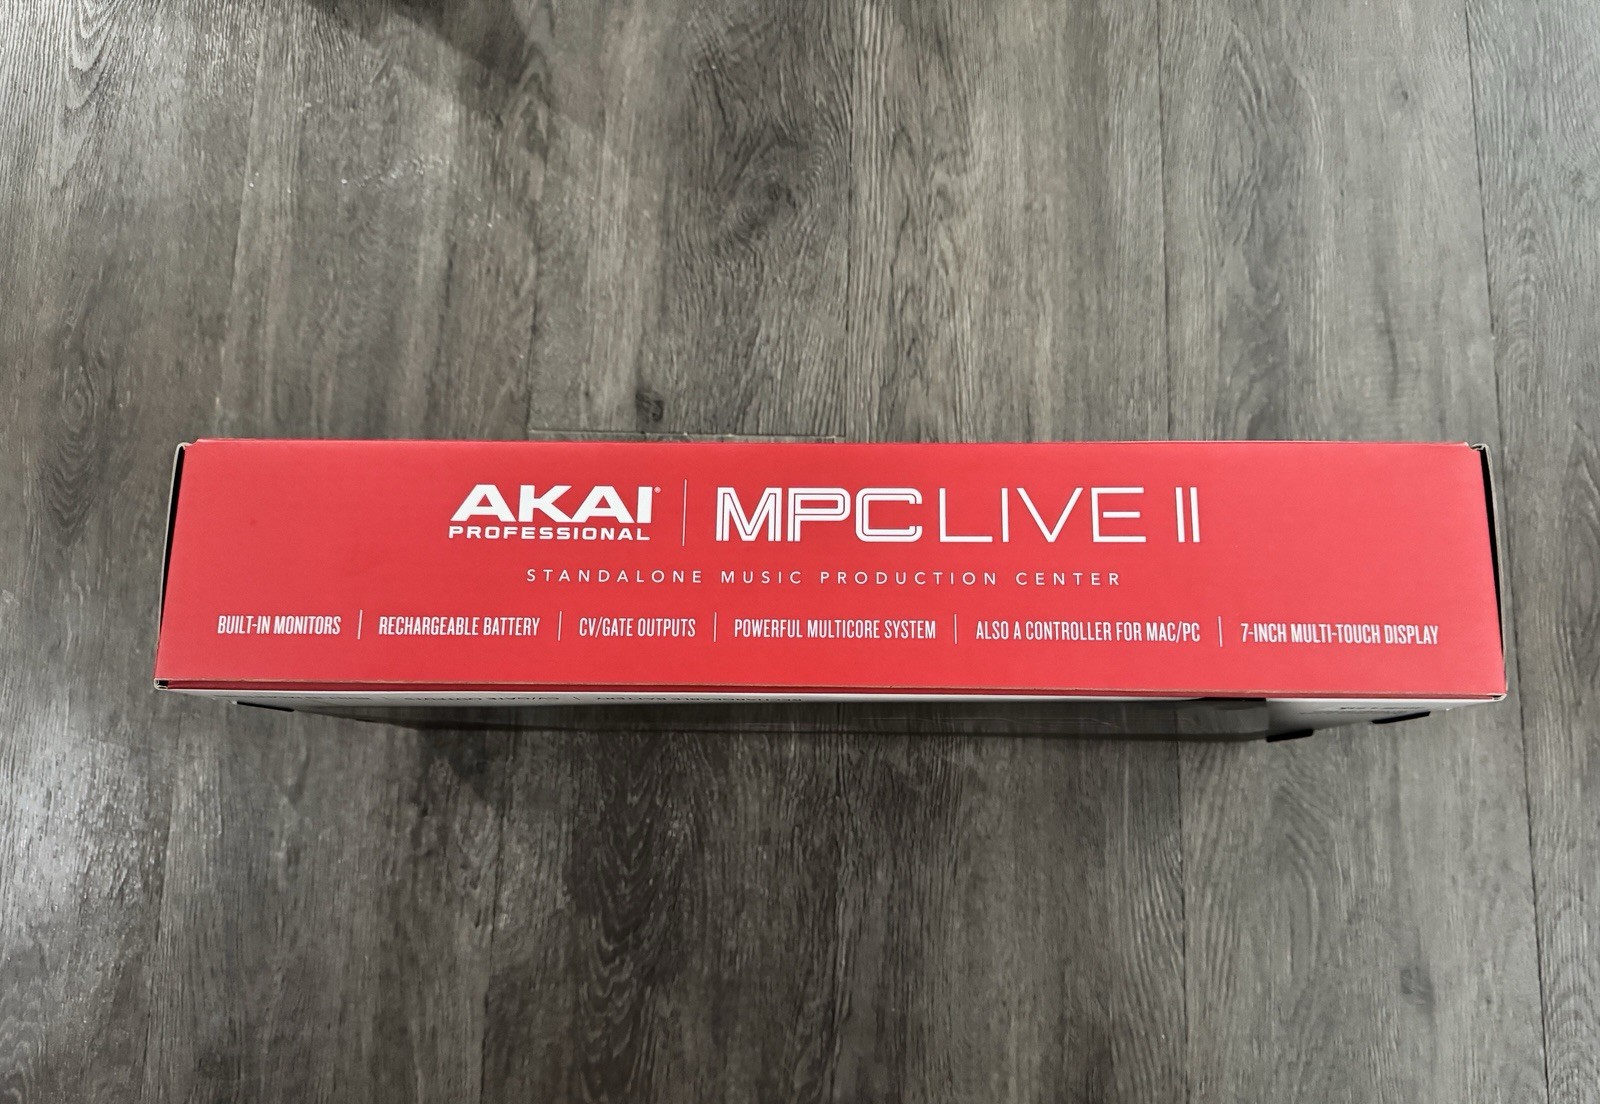 AKAI® | MPC LIVE II
PROFESSIONAL
STANDALONE MUSIC PRODUCTION CENTER
BUILT-IN MONITORS | RECHARGEABLE BATTERY | CV/GATE OUTPUTS | POWERFUL MULTICORE SYSTEM | ALSO A CONTROLLER FOR MAC/PC | 7-INCH MULTI-TOUCH DISPLAY